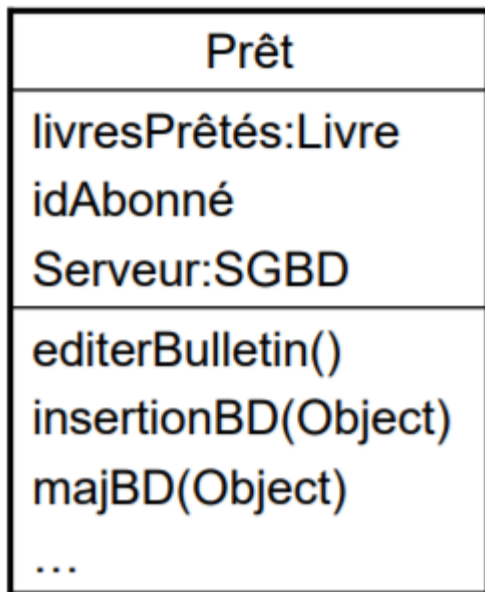 Prêt
livresPrêtés:Livre
idAbonné
Serveur:SGBD
editerBulletin()
insertionBD(Object)
majBD(Object)
…